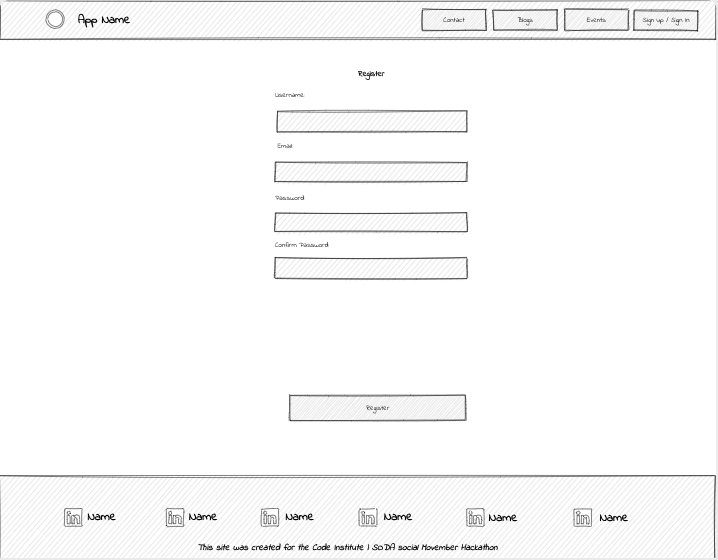 App Name
Contact
Blogs
Events
Sign up / Sign In
Register
Username
Email
Password
Confirm Password
Register
in Name
in Name
in Name
in Name
in Name
in Name
This site was created for the Code Institute | SoDA social November Hackathon